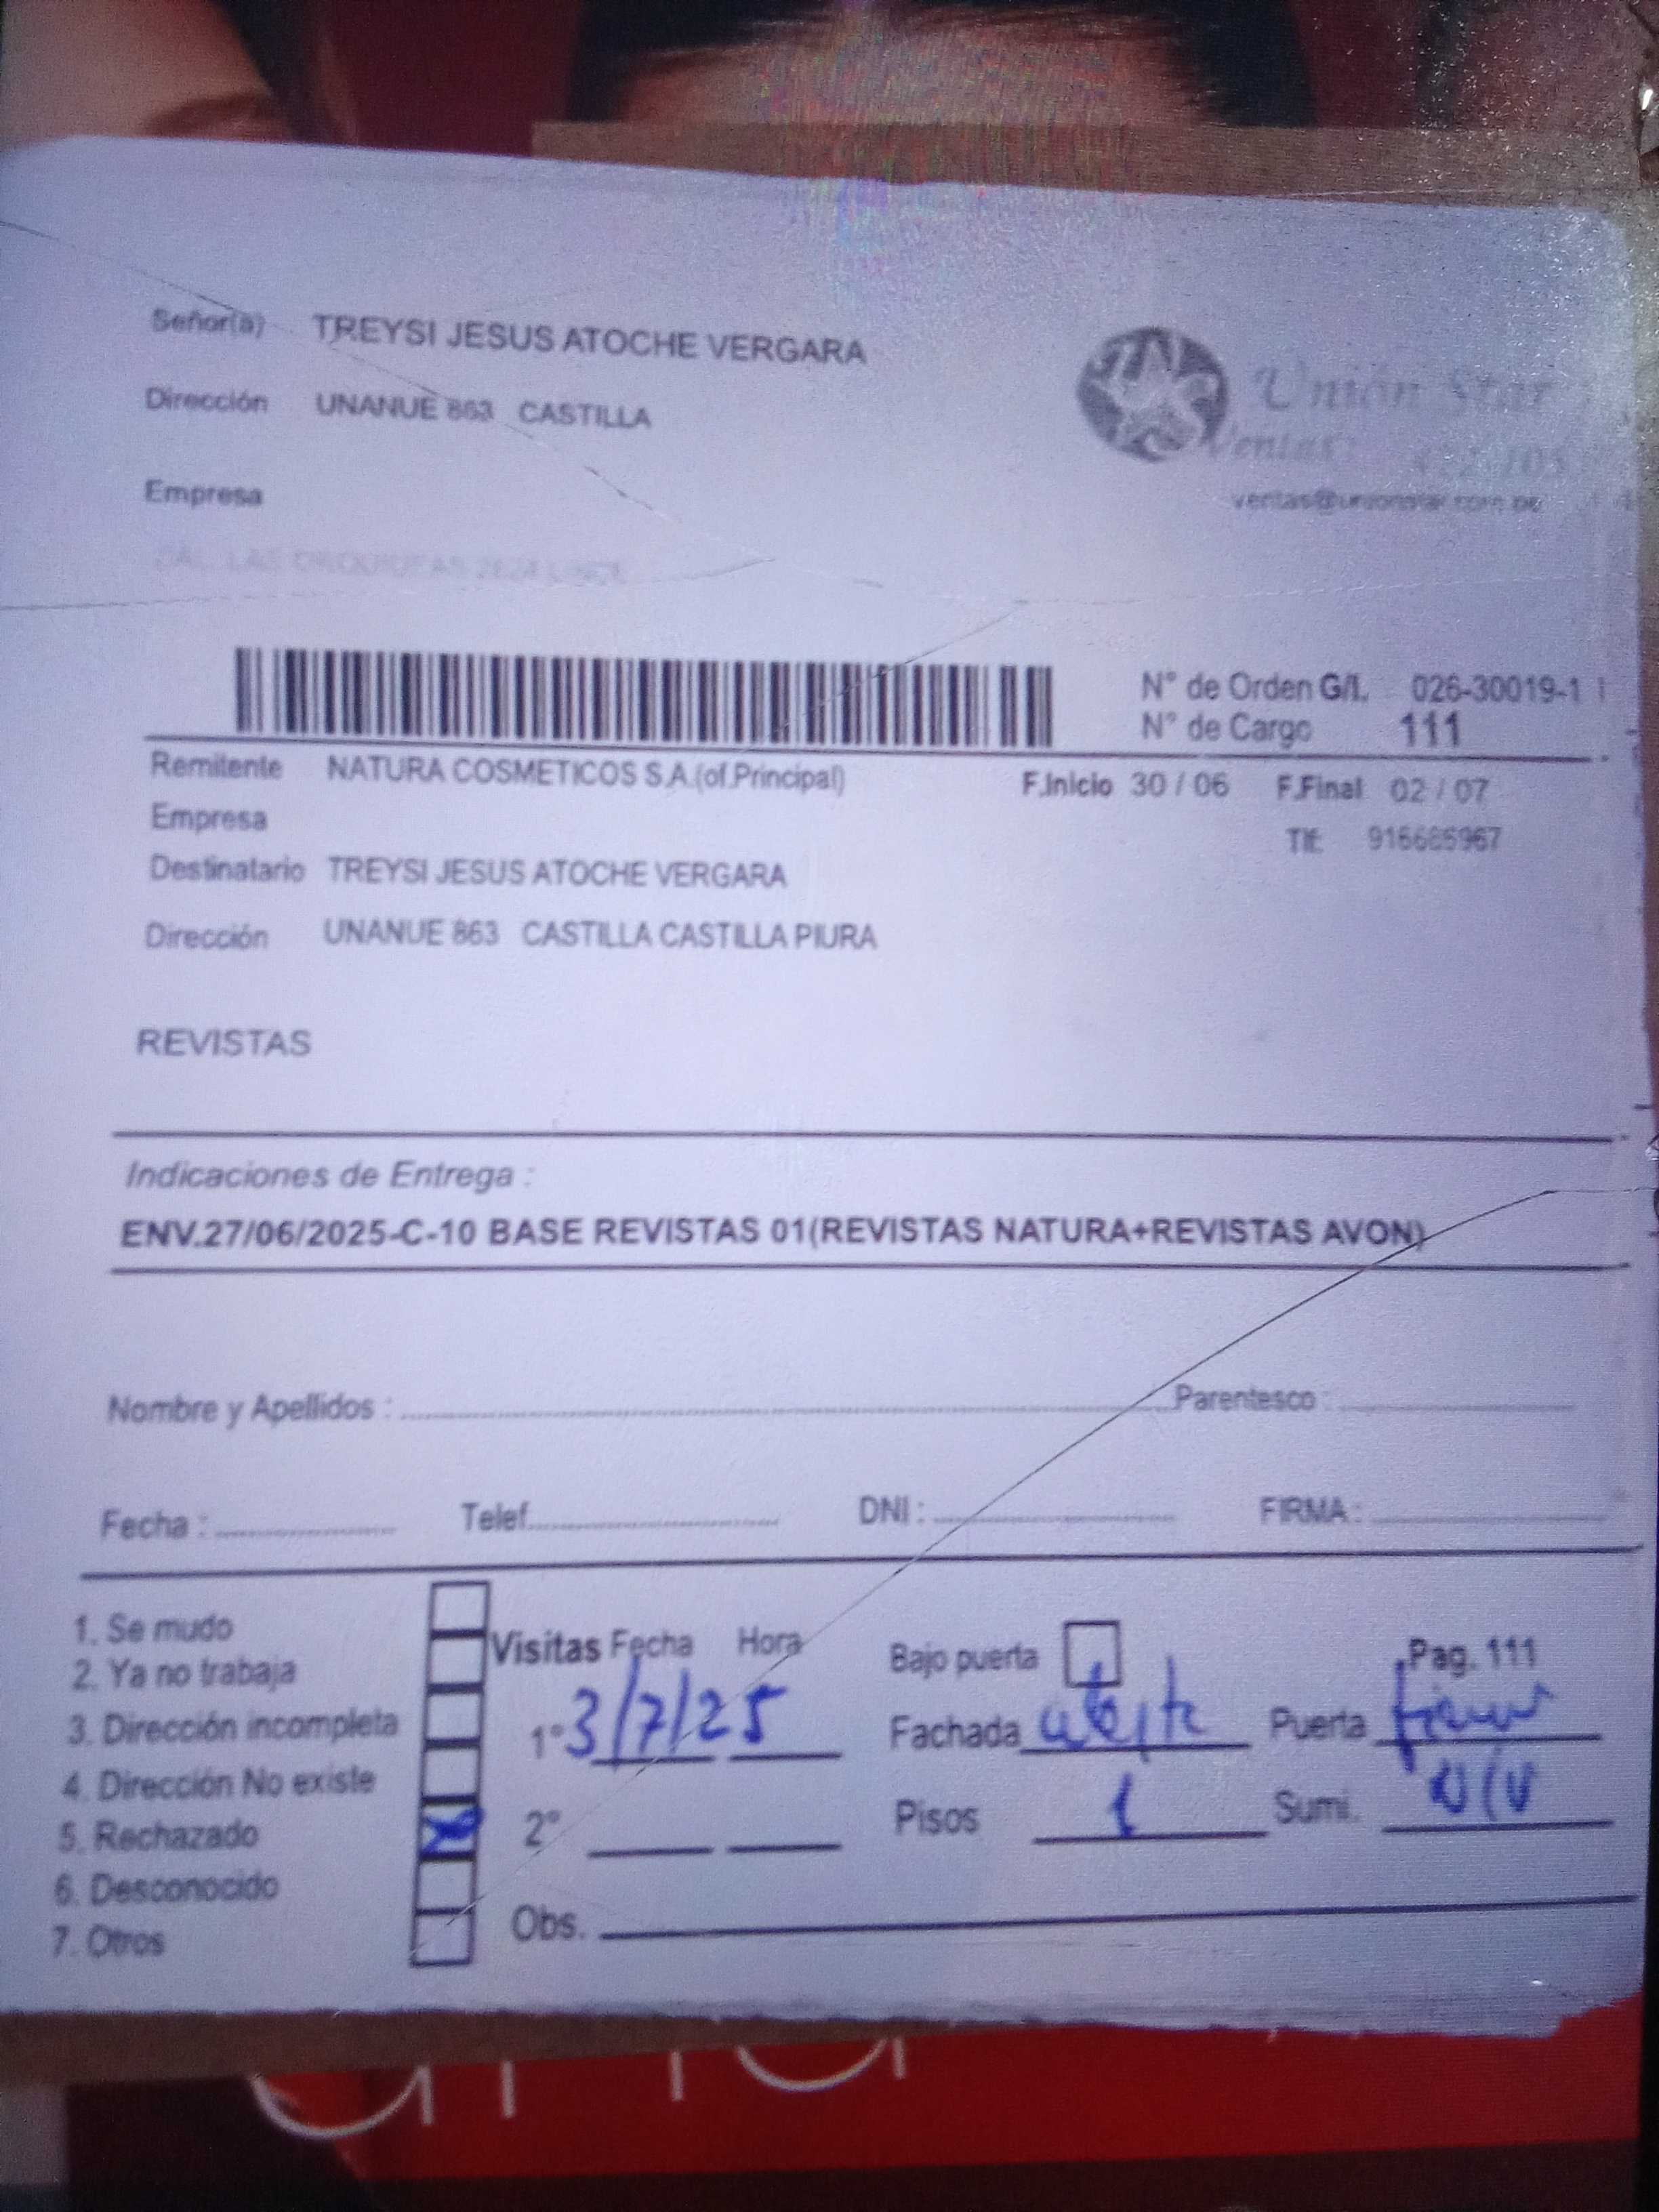 Señor(a) TREYSI JESUS ATOCHE VERGARA
Dirección UNANUE 863 CASTILLA
Unión Star
Ventas:
Empresa
ventas@unionstar.com.pe
N° de Orden G/L 026-30019-1
N° de Cargo 111
Remitente NATURA COSMETICOS S.A.(of.Principal) F.Inicio 30 / 06 F.Final 02 / 07
Empresa
Destinatario TREYSI JESUS ATOCHE VERGARA
Dirección UNANUE 863 CASTILLA CASTILLA PIURA
REVISTAS
Indicaciones de Entrega :
ENV.27/06/2025-C-10 BASE REVISTAS 01(REVISTAS NATURA+REVISTAS AVON)
Nombre y Apellidos : Parentesco :
Fecha : Telef. DNI : FIRMA :
1. Se mudo
2. Ya no trabaja
3. Dirección incompleta
4. Dirección No existe
5. Rechazado
6. Desconocido
7. Otros
Visitas Fecha Hora
1° 3/7/25
2°
Obs.
Bajo puerta Pag. 111
Fachada Puerta
Pisos 1 Sumi.